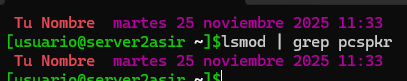 Tu Nombre martes 25 noviembre 2025 11:33
[usuario@server2asir ~]$lsmod | grep pcspkr
Tu Nombre martes 25 noviembre 2025 11:33
[usuario@server2asir ~]$